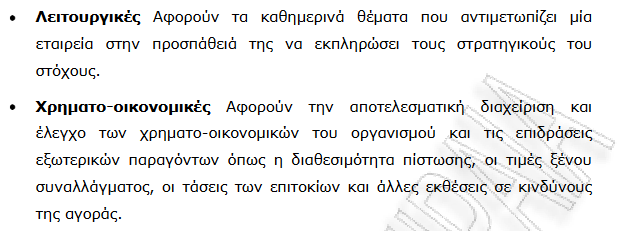 • Λειτουργικές Αφορούν τα καθημερινά θέματα που αντιμετωπίζει μία
εταιρεία στην προσπάθειά της να εκπληρώσει τους στρατηγικούς του
στόχους.
• Χρηματο-οικονομικές Αφορούν την αποτελεσματική διαχείριση και
έλεγχο των χρηματο-οικονομικών του οργανισμού και τις επιδράσεις
εξωτερικών παραγόντων όπως η διαθεσιμότητα πίστωσης, οι τιμές ξένου
συναλλάγματος, οι τάσεις των επιτοκίων και άλλες εκθέσεις σε κινδύνους
της αγοράς.